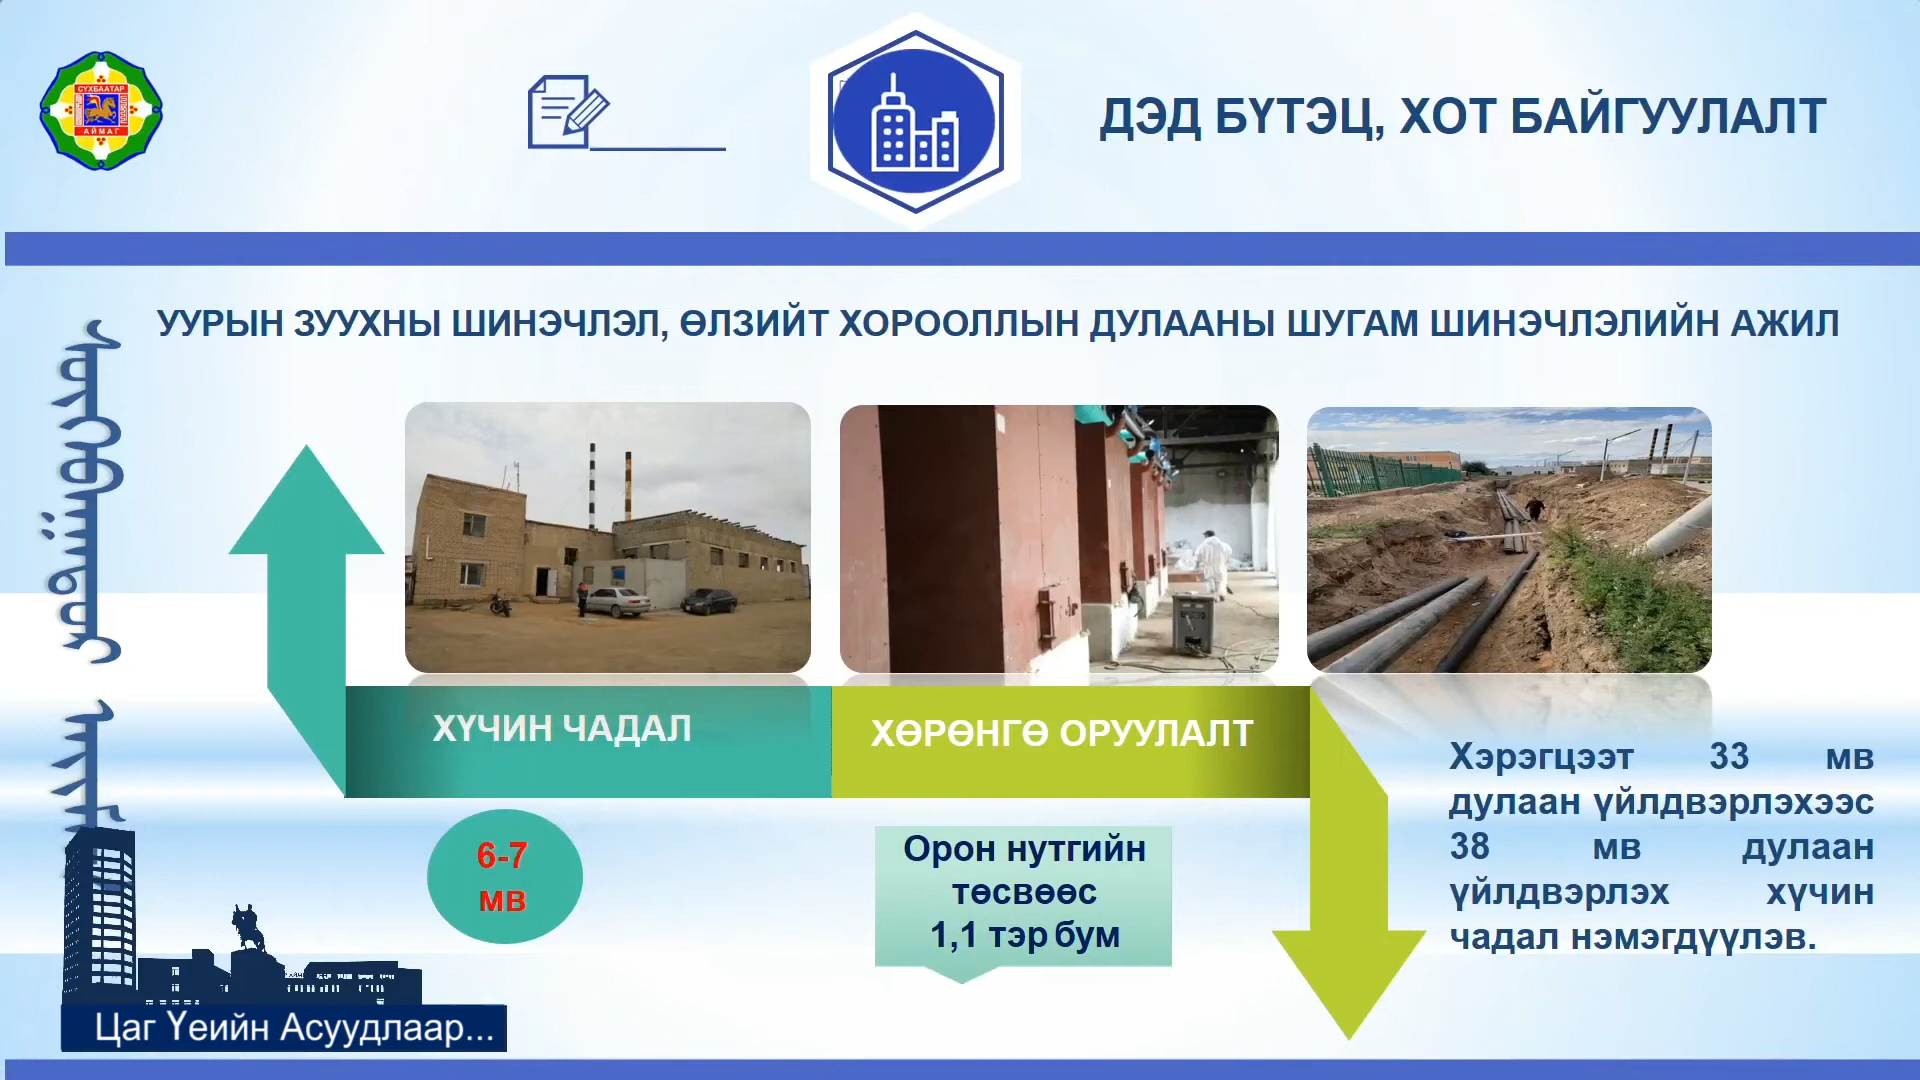 СҮХБААТАР
АЙМАГ
ДЭД БҮТЭЦ, ХОТ БАЙГУУЛАЛТ
УУРЫН ЗУУХНЫ ШИНЭЧЛЭЛ, ӨЛЗИЙТ ХОРООЛЛЫН ДУЛААНЫ ШУГАМ ШИНЭЧЛЭЛИЙН АЖИЛ
ХҮЧИН ЧАДАЛ
ХӨРӨНГӨ ОРУУЛАЛТ
6-7
мв
Орон нутгийн
төсвөөс
1,1 тэр бум
Хэрэгцээт 33 мв
дулаан үйлдвэрлэхээс
38 мв дулаан
үйлдвэрлэх хүчин
чадал нэмэгдүүлэв.
Цаг Үеийн Асуудлаар...